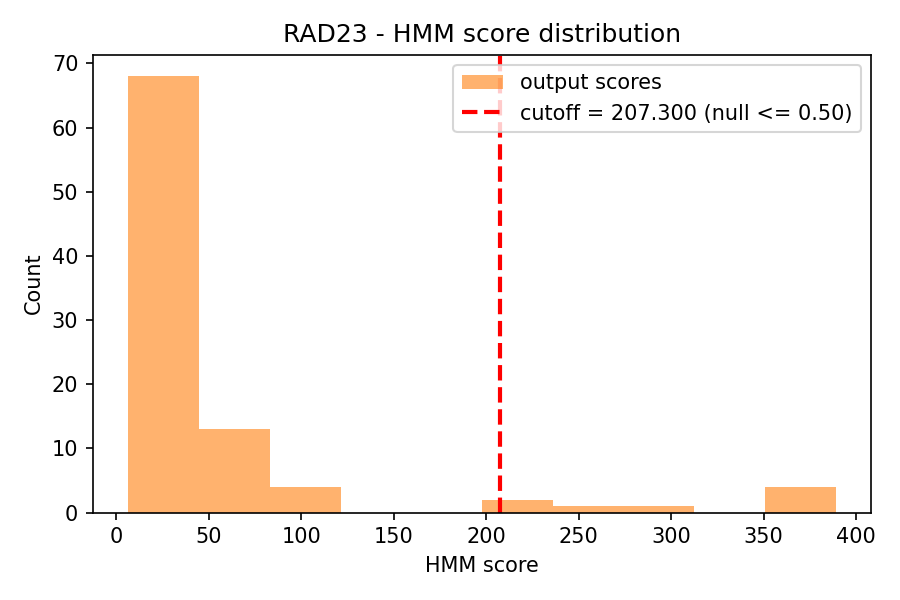 RAD23 - HMM score distribution
output scores
cutoff = 207.300 (null <= 0.50)
Count
70
60
50
40
30
20
10
0
0 50 100 150 200 250 300 350 400
HMM score